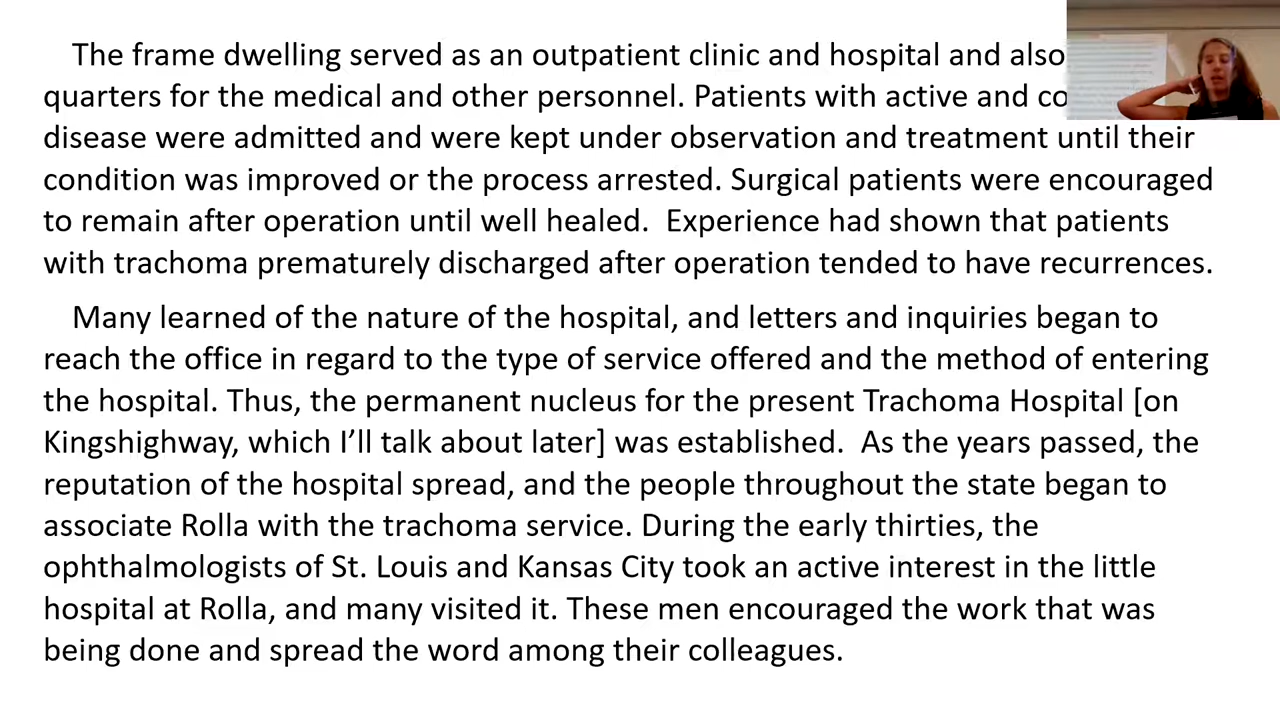 The frame dwelling served as an outpatient clinic and hospital and also
quarters for the medical and other personnel. Patients with active and
disease were admitted and were kept under observation and treatment until their
condition was improved or the process arrested. Surgical patients were encouraged
to remain after operation until well healed.  Experience had shown that patients
with trachoma prematurely discharged after operation tended to have recurrences.
Many learned of the nature of the hospital, and letters and inquiries began to
reach the office in regard to the type of service offered and the method of entering
the hospital. Thus, the permanent nucleus for the present Trachoma Hospital [on
Kingshighway, which I’ll talk about later] was established.  As the years passed, the
reputation of the hospital spread, and the people throughout the state began to
associate Rolla with the trachoma service. During the early thirties, the
ophthalmologists of St. Louis and Kansas City took an active interest in the little
hospital at Rolla, and many visited it. These men encouraged the work that was
being done and spread the word among their colleagues.